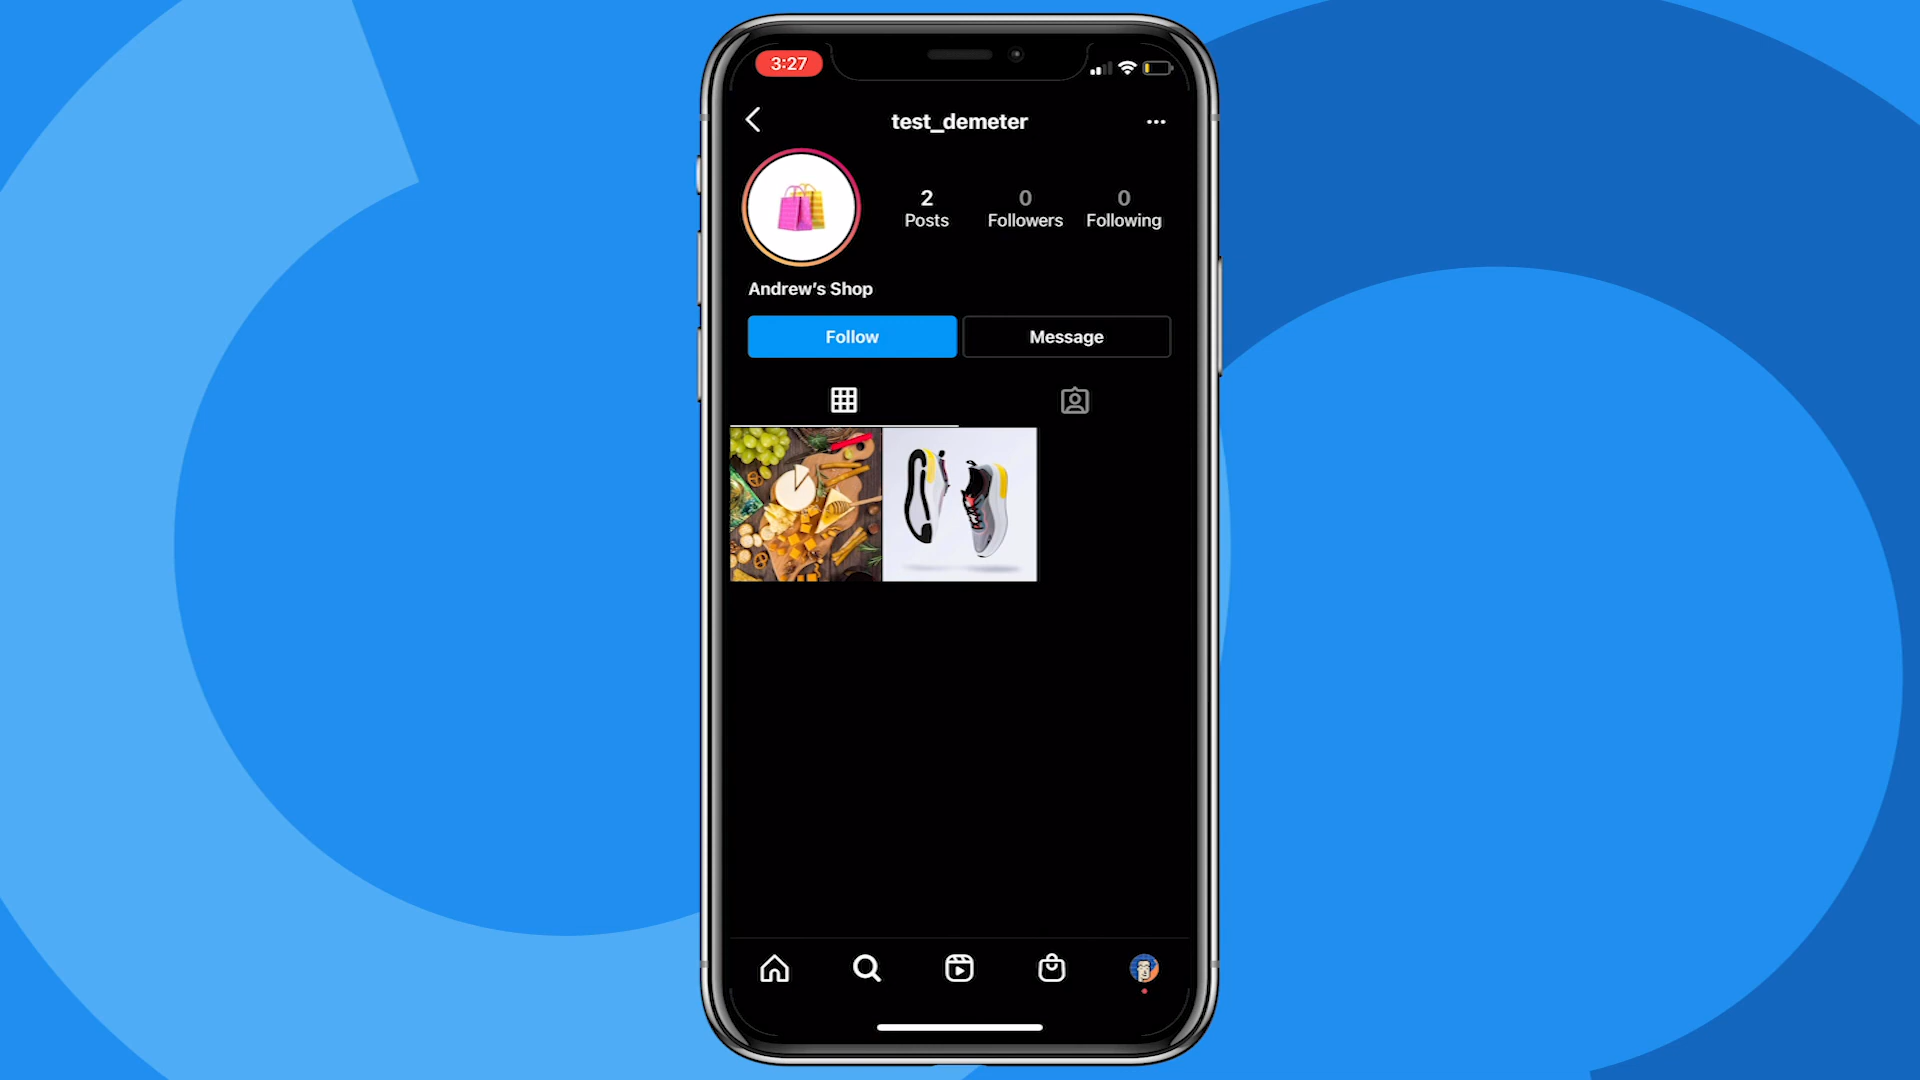 3:27
test_demeter
2 0 0
Posts Followers Following
Andrew's Shop
Follow Message